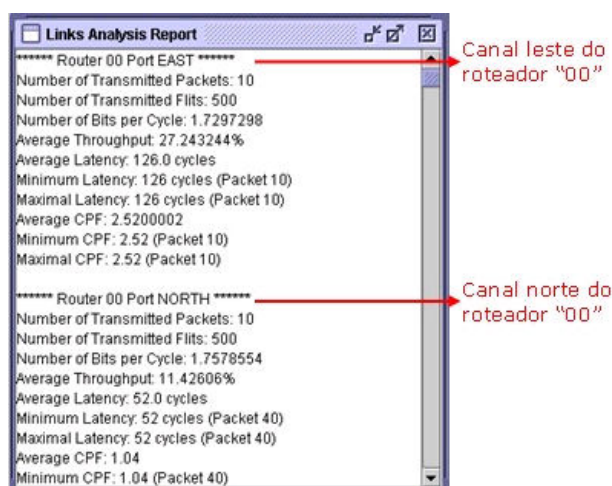 Links Analysis Report
****** Router 00 Port EAST ******
Number of Transmitted Packets: 10
Number of Transmitted Flits: 500
Number of Bits per Cycle: 1.7297298
Average Throughput: 27.243244%
Average Latency: 126.0 cycles
Minimum Latency: 126 cycles (Packet 10)
Maximal Latency: 126 cycles (Packet 10)
Average CPF: 2.5200002
Minimum CPF: 2.52 (Packet 10)
Maximal CPF: 2.52 (Packet 10)
****** Router 00 Port NORTH ******
Number of Transmitted Packets: 10
Number of Transmitted Flits: 500
Number of Bits per Cycle: 1.7578554
Average Throughput: 11.42606%
Average Latency: 52.0 cycles
Minimum Latency: 52 cycles (Packet 40)
Maximal Latency: 52 cycles (Packet 40)
Average CPF: 1.04
Minimum CPF: 1.04 (Packet 40)
Canal leste do
roteador "00"
Canal norte do
roteador "00"